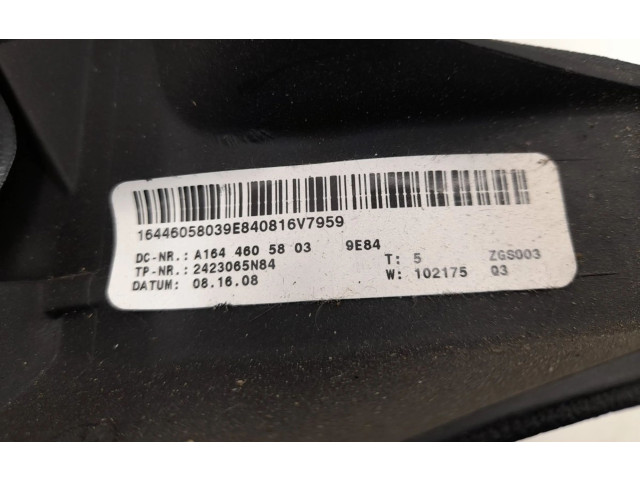 16446058039E840816V7959
DC-NR.: A164 460 58 03 9E84
TP-NR.: 2423065N84 T: 5 ZGS003
DATUM: 08.16.08 W: 102175 Q3